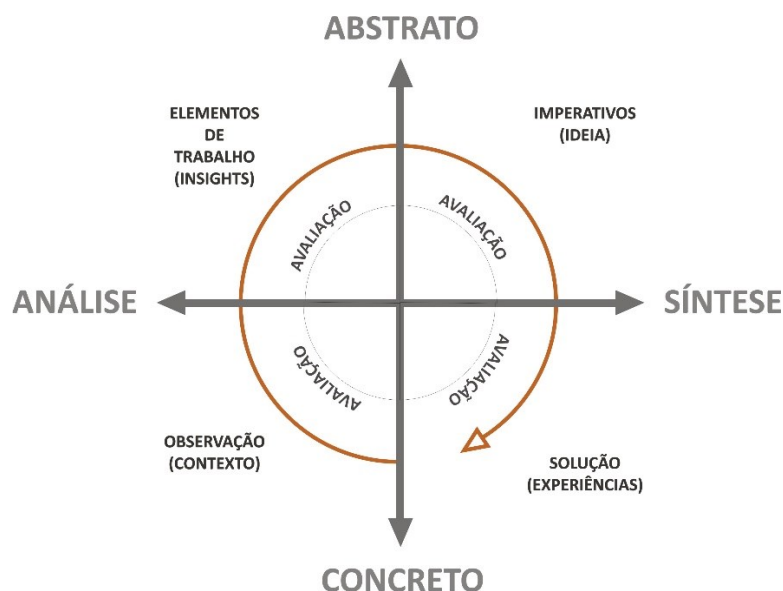 ABSTRATO
ELEMENTOS
DE
TRABALHO
(INSIGHTS)
IMPERATIVOS
(IDEIA)
AVALIAÇÃO
AVALIAÇÃO
ANÁLISE
SÍNTESE
AVALIAÇÃO
AVALIAÇÃO
OBSERVAÇÃO
(CONTEXTO)
SOLUÇÃO
(EXPERIÊNCIAS)
CONCRETO